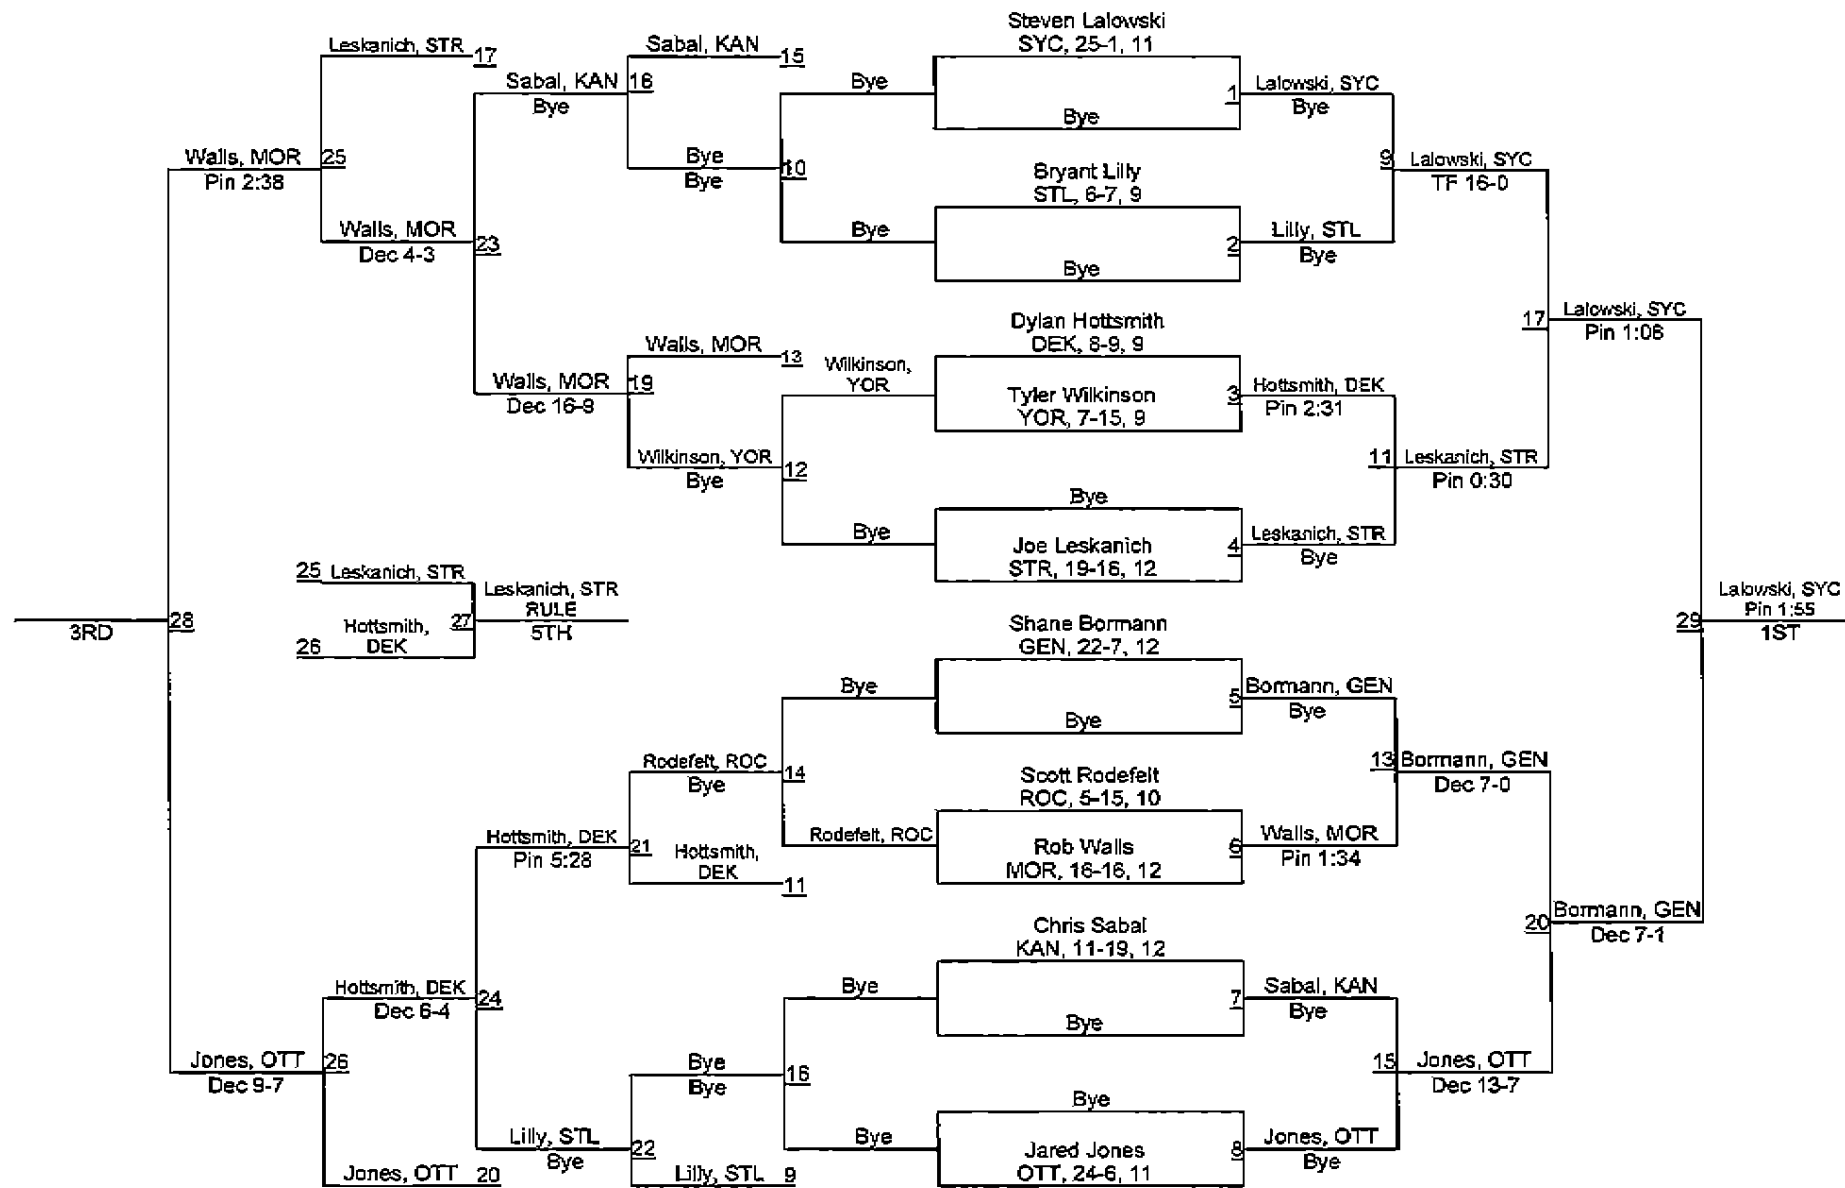 Steven Lalowski
SYC, 25-1, 11
Leskanich, STR 17
Sabal, KAN 15
Sabal, KAN 16
Bye
Bye
1 Lalowski, SYC
Bye
Bye
Walls, MOR 25
Pin 2:38
Bye
Bye
10
Bryant Lilly
STL, 6-7, 9
9 Lalowski, SYC
TF 16-0
Walls, MOR 23
Dec 4-3
Bye
2 Lilly, STL
Bye
Bye
Dylan Hottsmith
DEK, 8-9, 9
17 Lalowski, SYC
Pin 1:06
Walls, MOR 13
Walls, MOR 19
Dec 16-9
Wilkinson,
YOR
Tyler Wilkinson
YOR, 7-15, 9
3 Hottsmith, DEK
Pin 2:31
Wilkinson, YOR 12
Bye
11 Leskanich, STR
Pin 0:30
Bye
Bye
Joe Leskanich
STR, 19-16, 12
4 Leskanich, STR
Bye
25 Leskanich, STR
Leskanich, STR
27 RULE
5TH
28
3RD
Hottsmith,
26 DEK
Lalowski, SYC
Pin 1:55
29 1ST
Shane Bormann
GEN, 22-7, 12
Bye
5 Bormann, GEN
Bye
Bye
Rodefelt, ROC 14
Bye
Scott Rodefelt
ROC, 5-15, 10
13 Bormann, GEN
Dec 7-0
Hottsmith, DEK 21
Pin 5:28
Hottsmith,
DEK
11
Rodefelt, ROC
Rob Walls
MOR, 16-16, 12
6 Walls, MOR
Pin 1:34
20 Bormann, GEN
Dec 7-1
Chris Sabal
KAN, 11-19, 12
Hottsmith, DEK 24
Dec 6-4
Bye
7 Sabal, KAN
Bye
Bye
Jones, OTT 26
Dec 9-7
Bye
Bye
16
15 Jones, OTT
Dec 13-7
Bye
Lilly, STL 22
Bye
Bye
Jared Jones
OTT, 24-6, 11
8 Jones, OTT
Bye
Jones, OTT 20
Lilly, STL 9